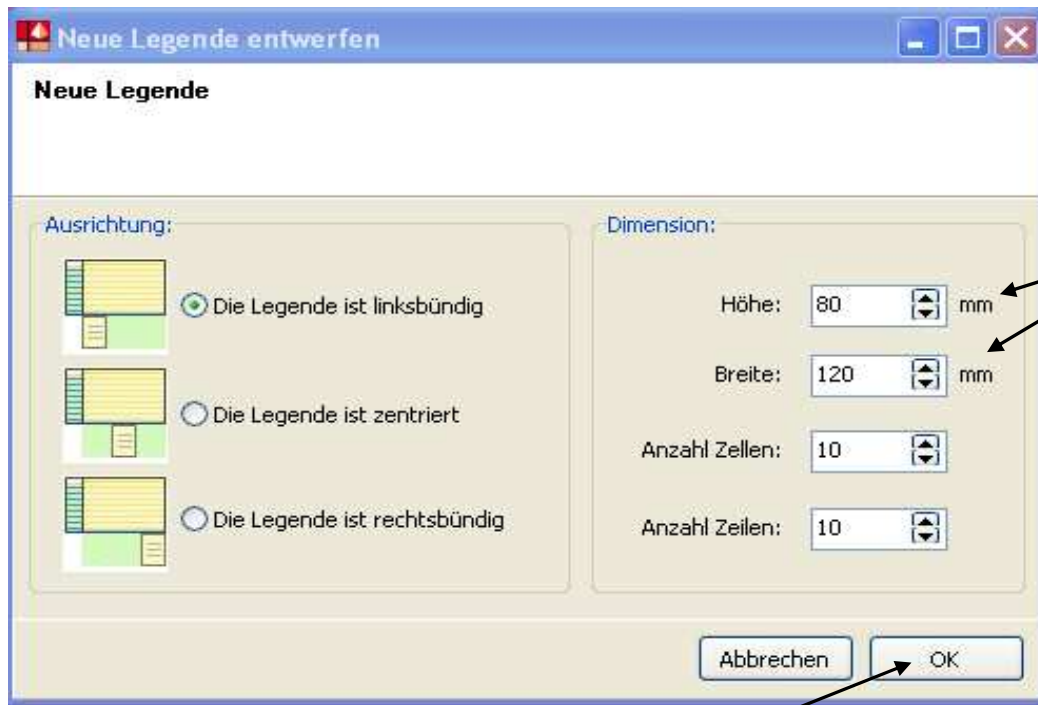 Neue Legende entwerfen
Neue Legende
Ausrichtung:
Die Legende ist linksbündig
Die Legende ist zentriert
Die Legende ist rechtsbündig
Dimension:
Höhe: 80 mm
Breite: 120 mm
Anzahl Zellen: 10
Anzahl Zeilen: 10
Abbrechen OK